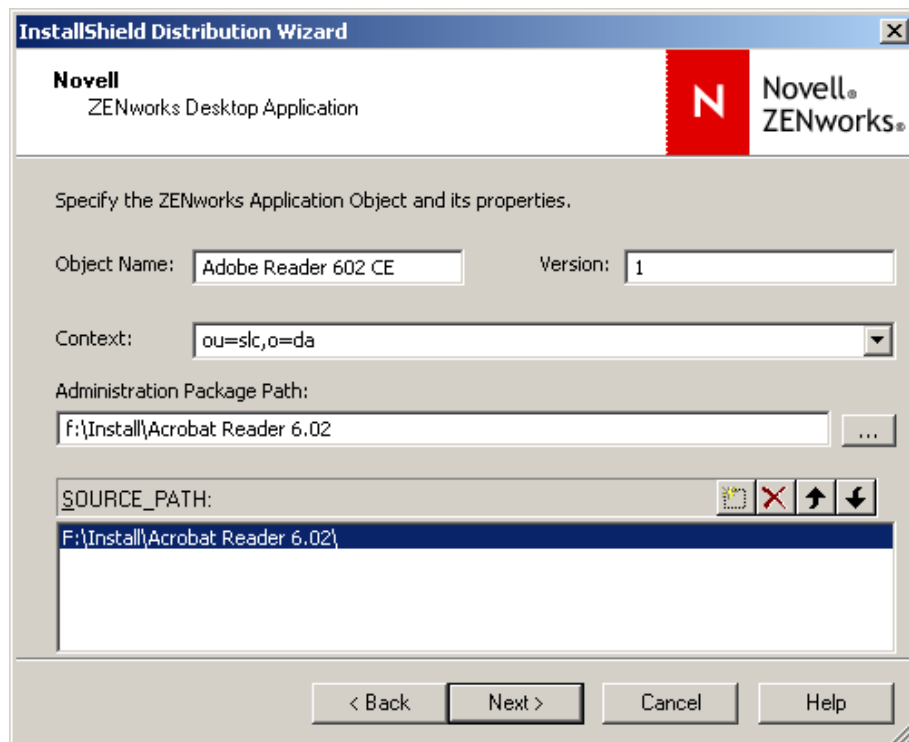 InstallShield Distribution Wizard
Novell
ZENworks Desktop Application
N
Novell®
ZENworks®
Specify the ZENworks Application Object and its properties.
Object Name: Adobe Reader 602 CE Version: 1
Context: ou=slc,o=da
Administration Package Path:
f:\Install\Acrobat Reader 6.02 ...
SOURCE_PATH:
F:\Install\Acrobat Reader 6.02\
< Back Next > Cancel Help